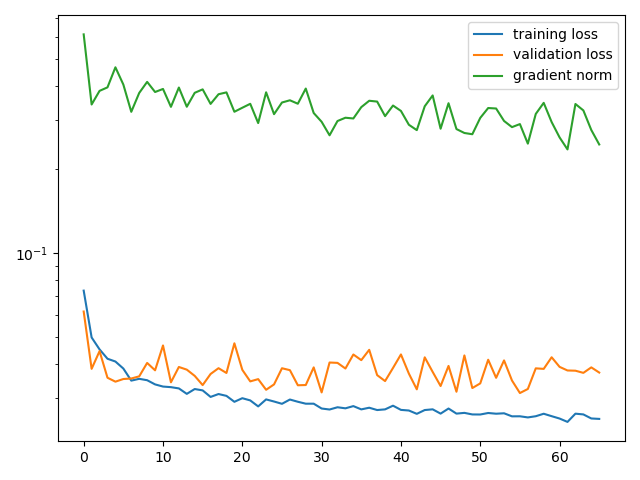 training loss
validation loss
gradient norm
10⁻¹
0 10 20 30 40 50 60